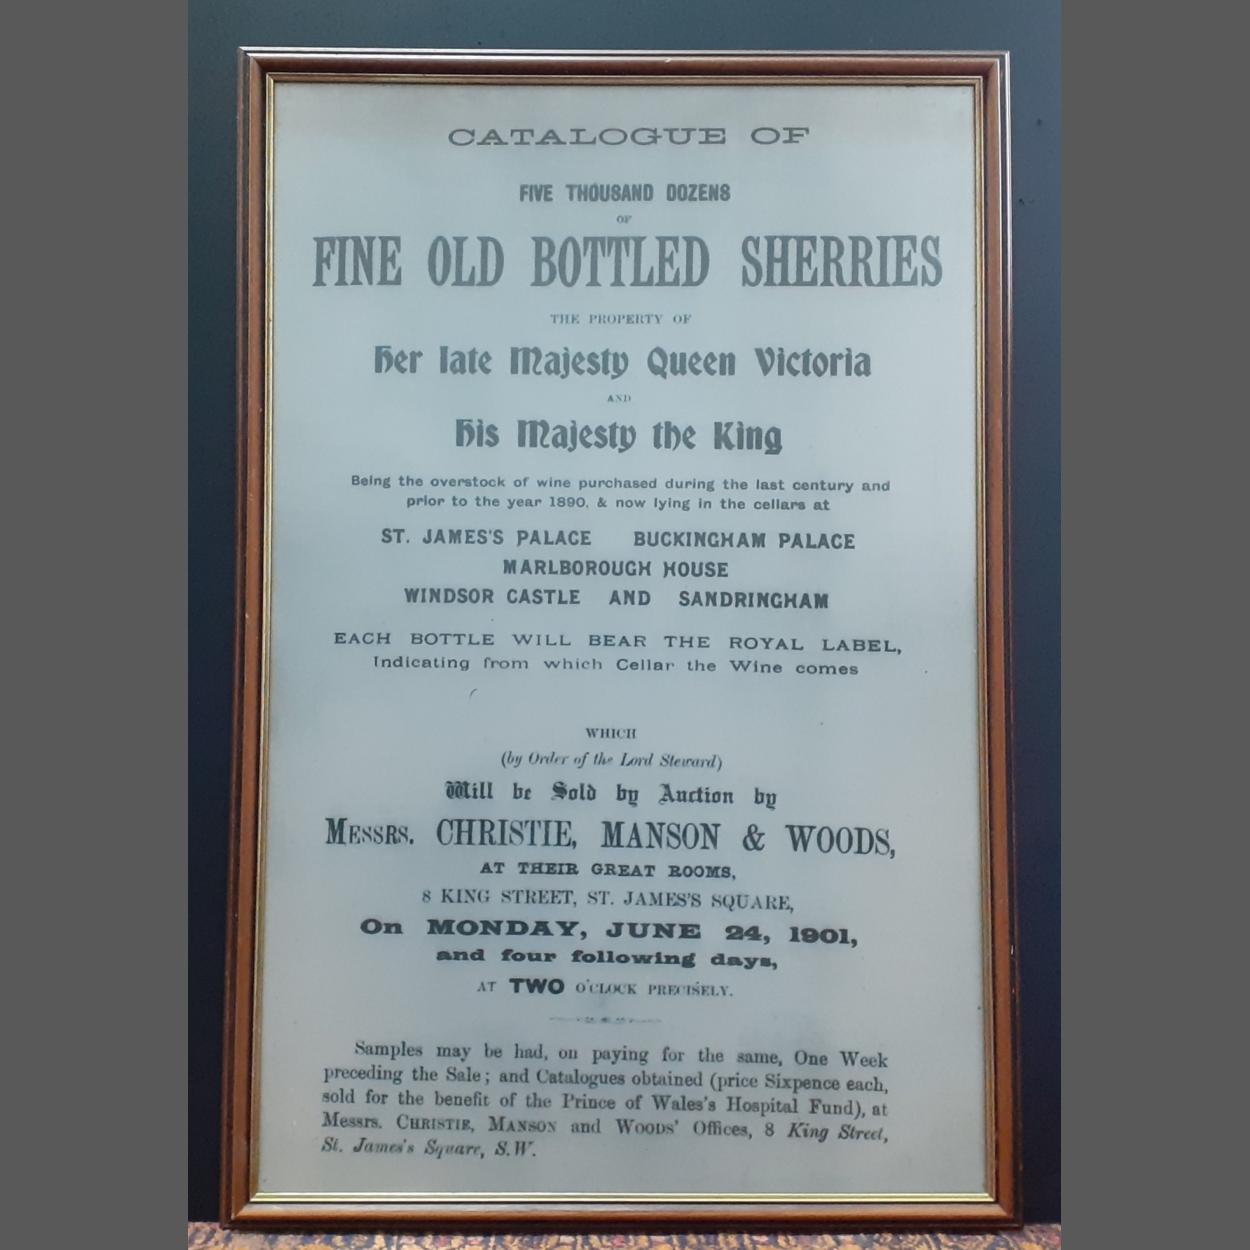 CATALOGUE OF
FIVE THOUSAND DOZENS
OF
FINE OLD BOTTLED SHERRIES
THE PROPERTY OF
Her late Majesty Queen Victoria
AND
His Majesty the King
Being the overstock of wine purchased during the last century and
prior to the year 1890, & now lying in the cellars at
ST. JAMES'S PALACE BUCKINGHAM PALACE
MARLBOROUGH HOUSE
WINDSOR CASTLE AND SANDRINGHAM
EACH BOTTLE WILL BEAR THE ROYAL LABEL,
Indicating from which Cellar the Wine comes
WHICH
(by Order of the Lord Steward)
Will be Sold by Auction by
MESSRS. CHRISTIE, MANSON & WOODS,
AT THEIR GREAT ROOMS,
8 KING STREET, ST. JAMES'S SQUARE,
On MONDAY, JUNE 24, 1901,
and four following days,
AT TWO O'CLOCK PRECISELY.
Samples may be had, on paying for the same, One Week
preceding the Sale; and Catalogues obtained (price Sixpence each,
sold for the benefit of the Prince of Wales's Hospital Fund), at
Messrs. CHRISTIE, MANSON and WOODS' Offices, 8 King Street,
St. James's Square, S.W.